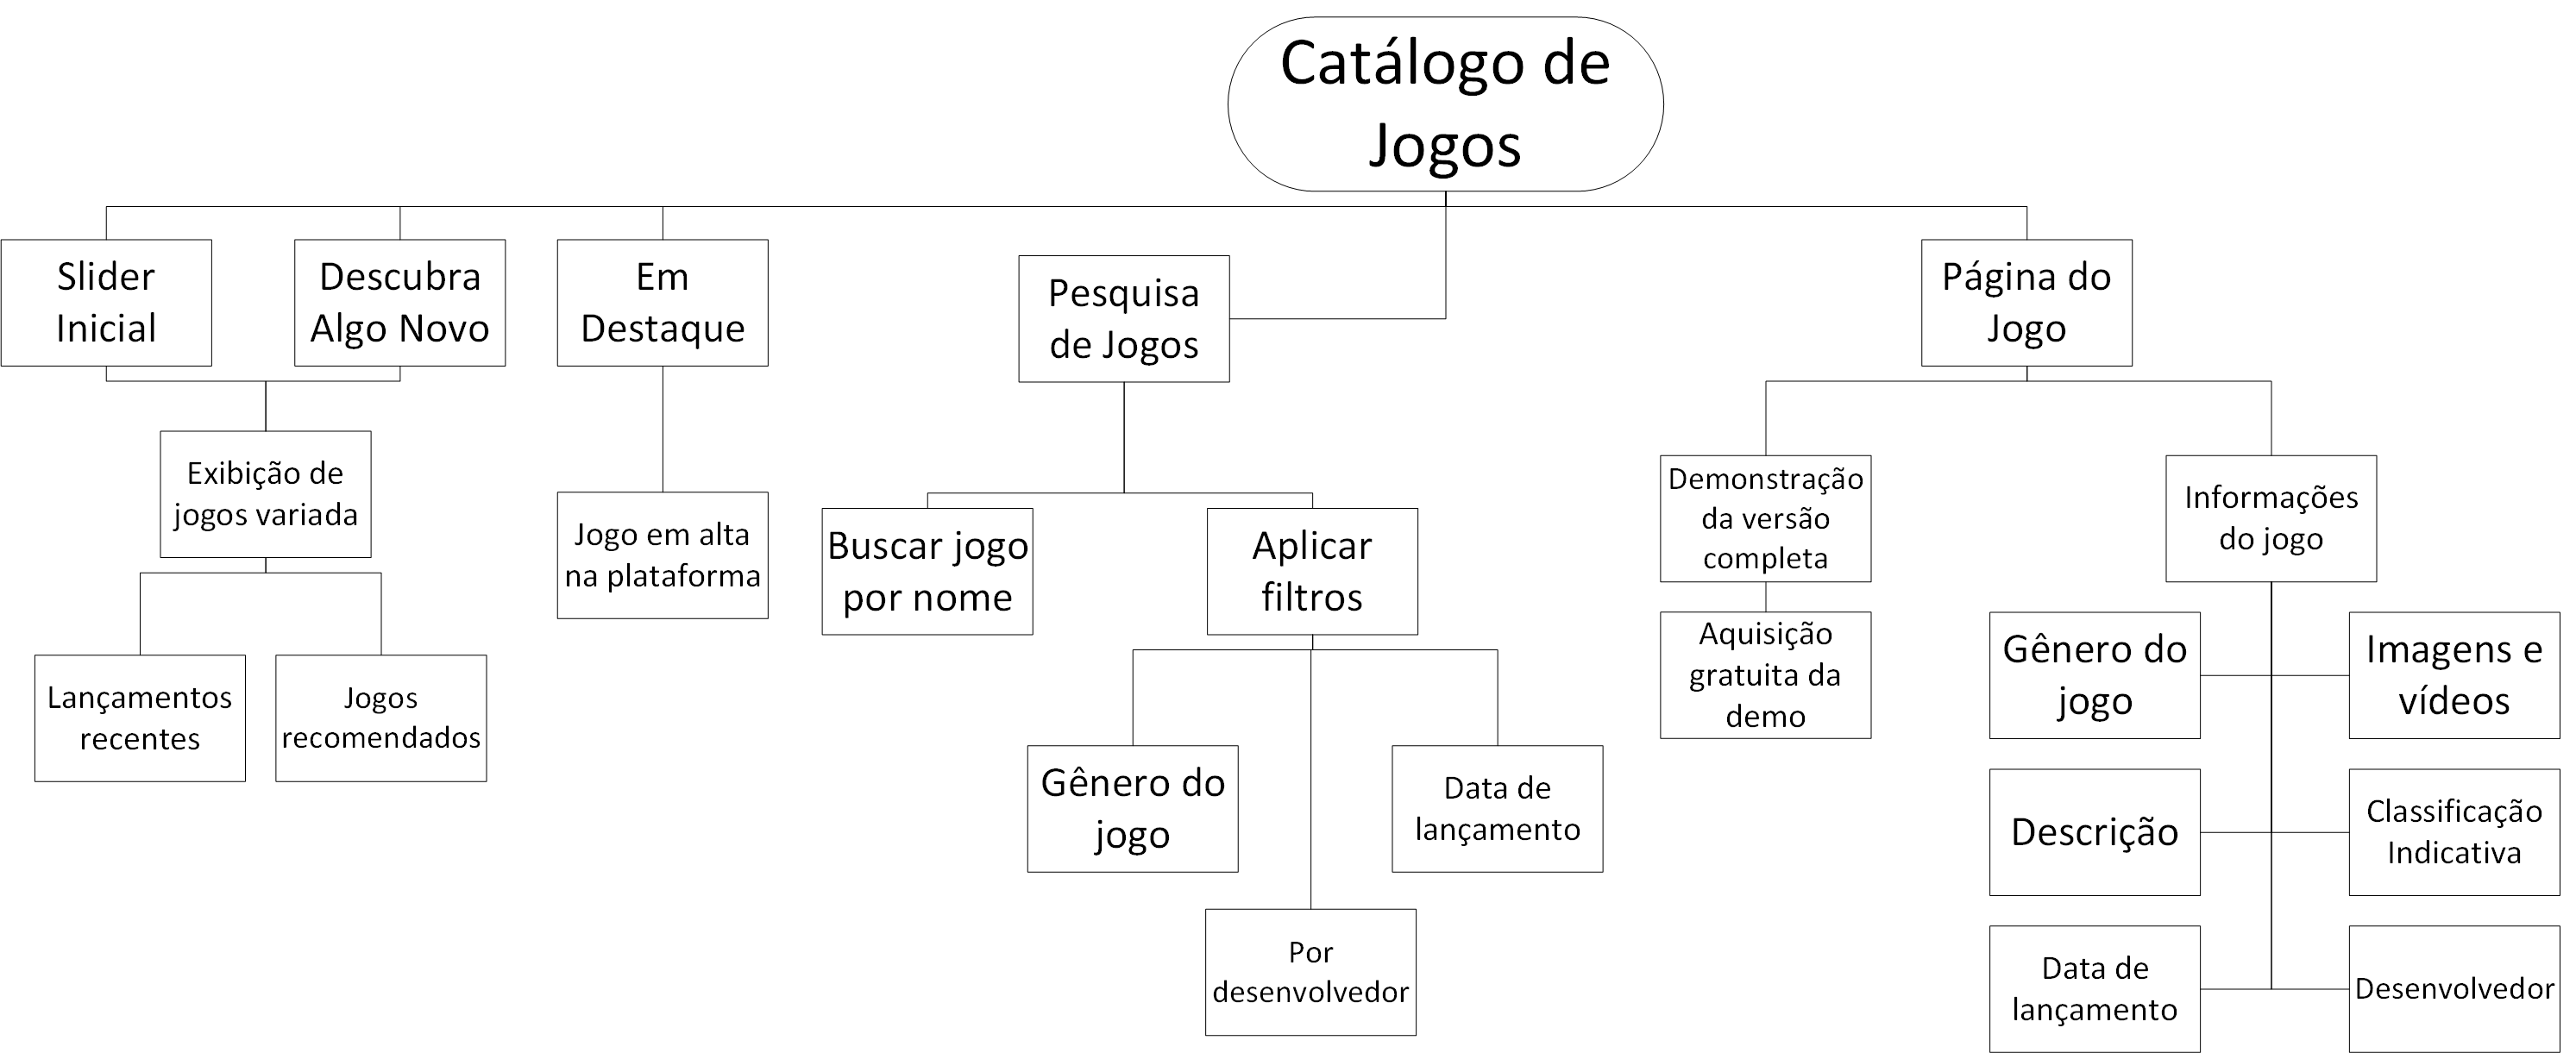 Catálogo de
Jogos
Slider
Inicial
Descubra
Algo Novo
Em
Destaque
Pesquisa
de Jogos
Página do
Jogo
Exibição de
jogos variada
Lançamentos
recentes
Jogos
recomendados
Jogo em alta
na plataforma
Buscar jogo
por nome
Aplicar
filtros
Gênero do
jogo
Data de
lançamento
Por
desenvolvedor
Demonstração
da versão
completa
Aquisição
gratuita da
demo
Informações
do jogo
Gênero do
jogo
Imagens e
vídeos
Descrição
Classificação
Indicativa
Data de
lançamento
Desenvolvedor